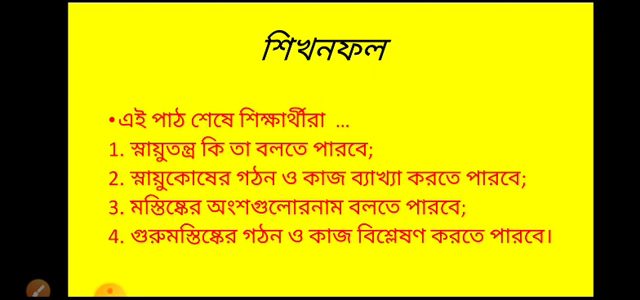 শিখনফল
•এই পাঠ শেষে শিক্ষার্থীরা ...
1. স্নায়ুতন্ত্র কি তা বলতে পারবে;
2. স্নায়ুকোষের গঠন ও কাজ ব্যাখ্যা করতে পারবে;
3. মস্তিষ্কের অংশগুলোরনাম বলতে পারবে;
4. গুরুমস্তিষ্কের গঠন ও কাজ বিশ্লেষণ করতে পারবে।